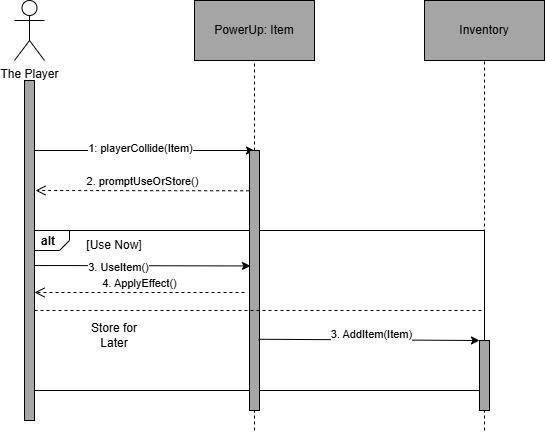 PowerUp: Item
Inventory
The Player
1: playerCollide(Item)
2. promptUseOrStore()
alt
[Use Now]
3. UseItem()
4. ApplyEffect()
Store for
Later
3. AddItem(Item)